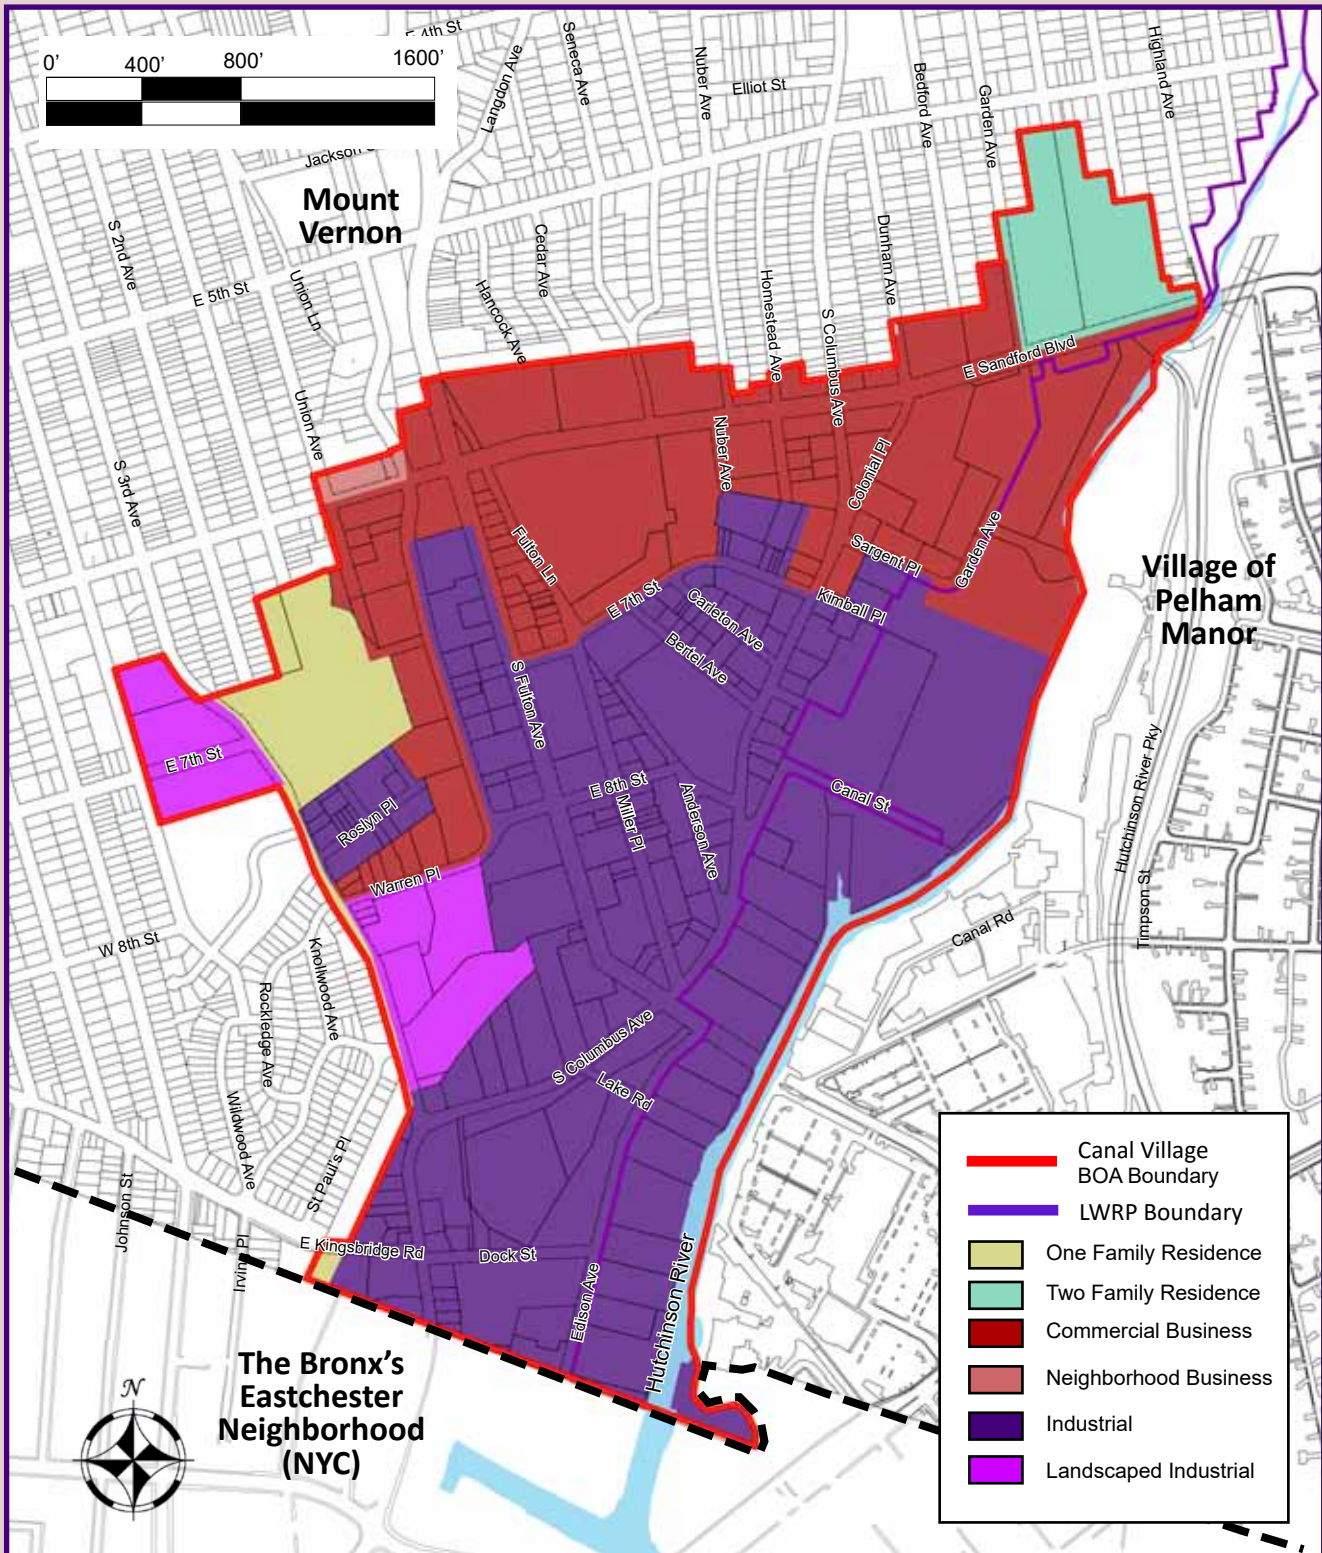 0'
400'
800'
1600'
E 4th St
Langdon Ave
Seneca Ave
Nuber Ave
Elliot St
Bedford Ave
Garden Ave
Highland Ave
Mount
Vernon
S 2nd Ave
E 5th St
Union Ln
Hancock Ave
Cedar Ave
Homestead Ave
S Columbus Ave
Dunham Ave
E Sandford Blvd
S 3rd Ave
Union Ave
Nuber Ave
Colonial Pl
Fulton Ln
Sargent Pl
Garden Ave
E 7th St
Carleton Ave
Kimball Pl
Bertel Ave
Village of
Pelham
Manor
S Fulton Ave
E 7th St
E 8th St
Miller Pl
Anderson Ave
Canal St
Roslyn Pl
Warren Pl
Hutchinson River Pky
Timpson St
Canal Rd
W 8th St
Knollwood Ave
Rockledge Ave
Wildwood Ave
St Paul's Pl
S Columbus Ave
Lake Rd
Johnson St
Irving Pl
E Kingsbridge Rd
Dock St
Edison Ave
Hutchinson River
The Bronx's
Eastchester
Neighborhood
(NYC)
N
Canal Village
BOA Boundary
LWRP Boundary
One Family Residence
Two Family Residence
Commercial Business
Neighborhood Business
Industrial
Landscaped Industrial